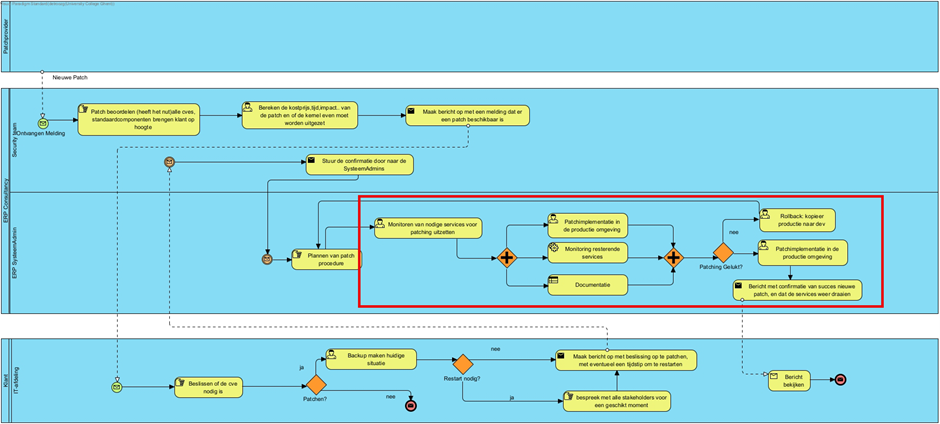 Patchprovider
Nieuwe Patch
ERP Consultancy
Security team
Ontvangen Melding
Patch beoordelen (heeft het nut)alle cves,
standaardcomponenten brengen klant op
hoogte
Bereken de kostprijs,tijd,impact.. van
de patch en of de kernel even moet
worden uitgezet
Maak bericht op met een melding dat er
een patch beschikbaar is
Stuur de confirmatie door naar de
SysteemAdmins
ERP SysteemAdmin
Plannen van patch
procedure
Monitoren van nodige services voor
patching uitzetten
Patchimplementatie in
de productie omgeving
Monitoring resterende
services
Documentatie
Patching Gelukt?
nee
Rollback: kopieer
productie naar dev
Patchimplementatie in de
productie omgeving
Bericht met confirmatie van succes nieuwe
patch, en dat de services weer draaien
Klant
IT-afdeling
Beslissen of de cve
nodig is
Patchen?
ja
nee
Backup maken huidige
situatie
Restart nodig?
nee
ja
Maak bericht op met beslissing op te patchen,
met eventueel een tijdstip om te restarten
bespreek met alle stakeholders voor
een geschikt moment
Bericht
bekijken